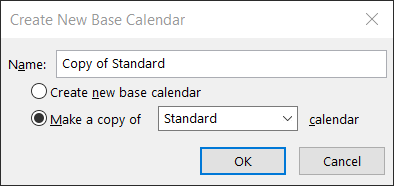 Create New Base Calendar
Name: Copy of Standard
Create new base calendar
Make a copy of Standard calendar
OK Cancel